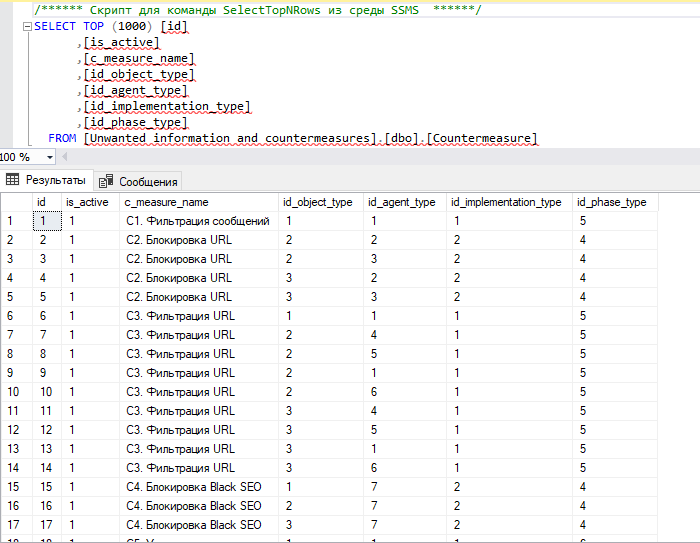 /****** Скрипт для команды SelectTopNRows из среды SSMS ******/
SELECT TOP (1000) [id]
,[is_active]
,[c_measure_name]
,[id_object_type]
,[id_agent_type]
,[id_implementation_type]
,[id_phase_type]
FROM [Unwanted information and countermeasures].[dbo].[Countermeasure]
100 %
Результаты Сообщения
id is_active c_measure_name id_object_type id_agent_type id_implementation_type id_phase_type
1 1 1 C1. Фильтрация сообщений 1 1 1 5
2 2 1 C2. Блокировка URL 2 2 2 4
3 3 1 C2. Блокировка URL 2 3 2 4
4 4 1 C2. Блокировка URL 3 2 2 4
5 5 1 C2. Блокировка URL 3 3 2 4
6 6 1 C3. Фильтрация URL 1 1 1 5
7 7 1 C3. Фильтрация URL 2 4 1 5
8 8 1 C3. Фильтрация URL 2 5 1 5
9 9 1 C3. Фильтрация URL 2 1 1 5
10 10 1 C3. Фильтрация URL 2 6 1 5
11 11 1 C3. Фильтрация URL 3 4 1 5
12 12 1 C3. Фильтрация URL 3 5 1 5
13 13 1 C3. Фильтрация URL 3 1 1 5
14 14 1 C3. Фильтрация URL 3 6 1 5
15 15 1 C4. Блокировка Black SEO 1 7 2 4
16 16 1 C4. Блокировка Black SEO 2 7 2 4
17 17 1 C4. Блокировка Black SEO 3 7 2 4